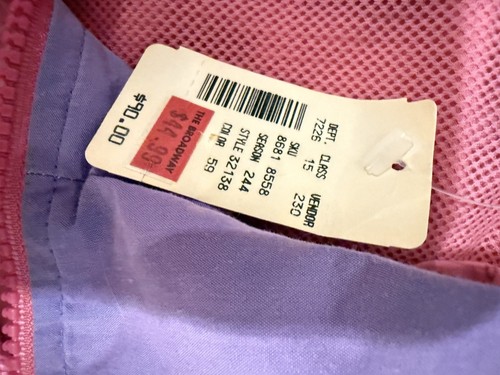 DEPT. CLASS VENDOR
7226 15 230
SKU
8681 8558
SEASON 244
STYLE 32138
COLOR 59
THE BROADWAY
$14.99
$90.00